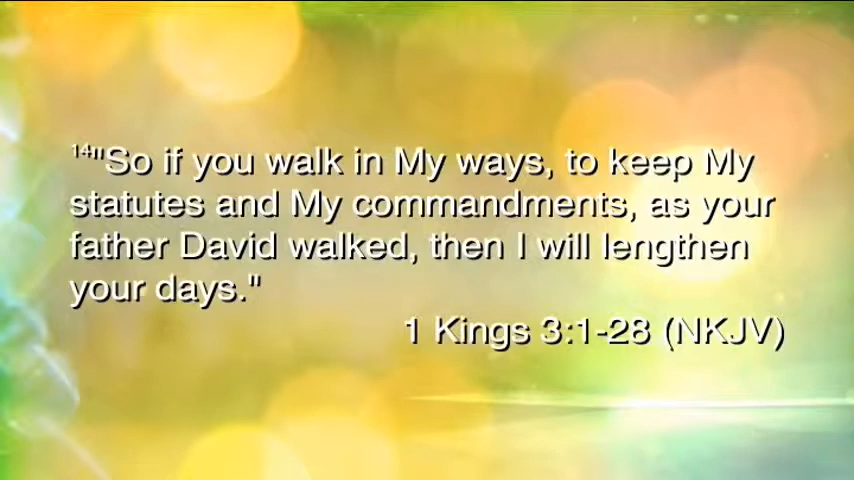 ¹⁴"So if you walk in My ways, to keep My
statutes and My commandments, as your
father David walked, then I will lengthen
your days."
1 Kings 3:1-28 (NKJV)